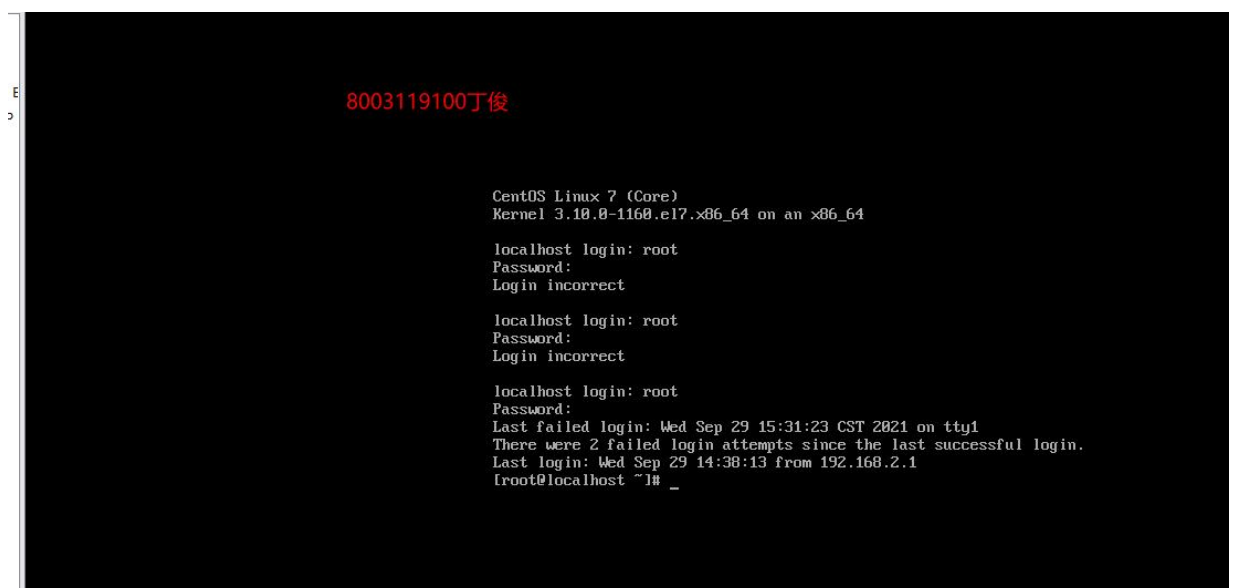 8003119100丁俊
CentOS Linux 7 (Core)
Kernel 3.10.0-1160.el7.x86_64 on an x86_64
localhost login: root
Password:
Login incorrect
localhost login: root
Password:
Login incorrect
localhost login: root
Password:
Last failed login: Wed Sep 29 15:31:23 CST 2021 on tty1
There were 2 failed login attempts since the last successful login.
Last login: Wed Sep 29 14:38:13 from 192.168.2.1
[root@localhost ~]# _